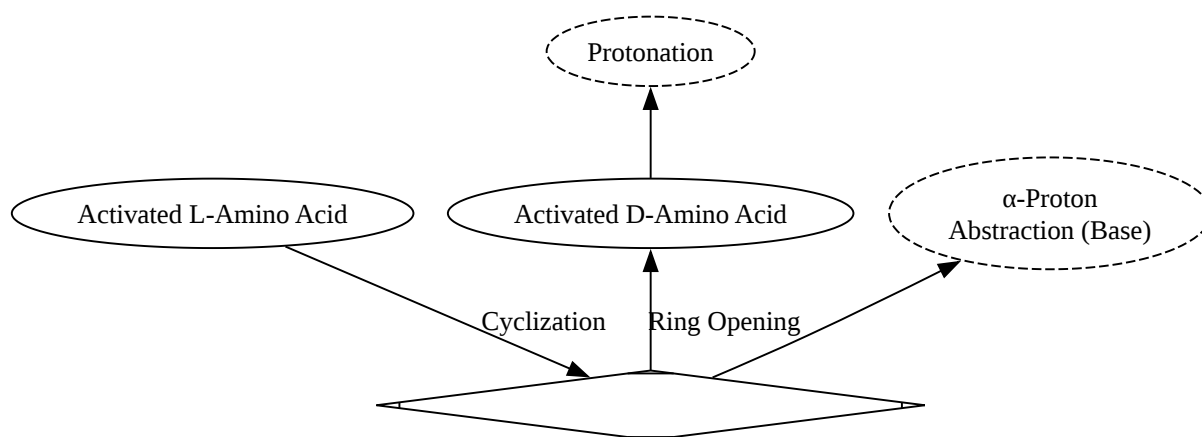 Protonation
Activated L-Amino Acid
Activated D-Amino Acid
α-Proton
Abstraction (Base)
Cyclization
Ring Opening